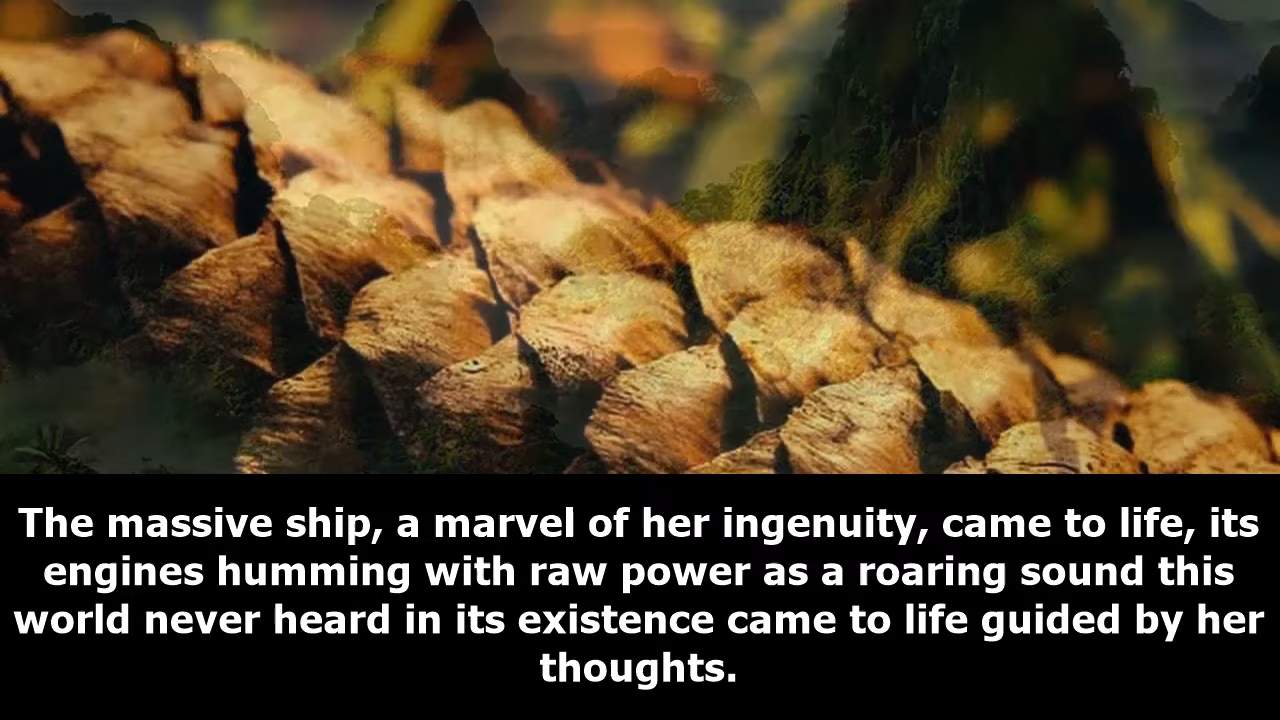 The massive ship, a marvel of her ingenuity, came to life, its
engines humming with raw power as a roaring sound this
world never heard in its existence came to life guided by her
thoughts.